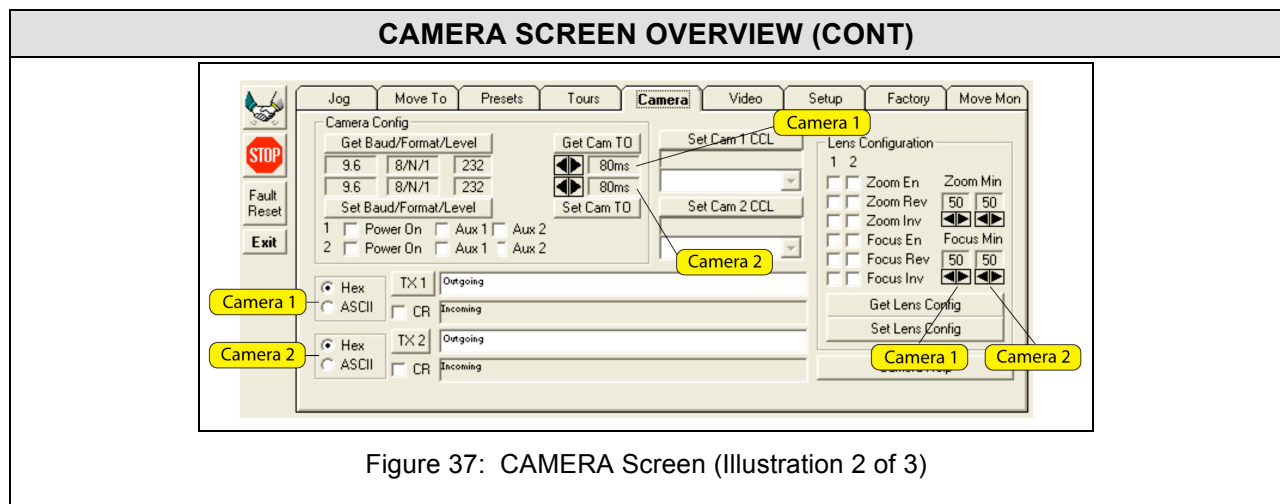 CAMERA SCREEN OVERVIEW (CONT)
Jog Move To Presets Tours Camera Video Setup Factory Move Mon
STOP
Fault
Reset
Exit
Camera Config
Get Baud/Format/Level Get Cam TO
9.6 8/N/1 232 80ms
9.6 8/N/1 232 80ms
Set Baud/Format/Level Set Cam TO
1 Power On Aux 1 Aux 2
2 Power On Aux 1 Aux 2
Camera 1
Set Cam 1 CCL
Set Cam 2 CCL
Camera 2
Lens Configuration
1 2
Zoom En Zoom Min
Zoom Rev 50 50
Zoom Inv
Focus En Focus Min
Focus Rev 50 50
Focus Inv
Get Lens Config
Set Lens Config
Camera 1 Camera 2
Camera 1
Hex TX 1 Outgoing
ASCII CR Incoming
Camera 2
Hex TX 2 Outgoing
ASCII CR Incoming
Figure 37: CAMERA Screen (Illustration 2 of 3)